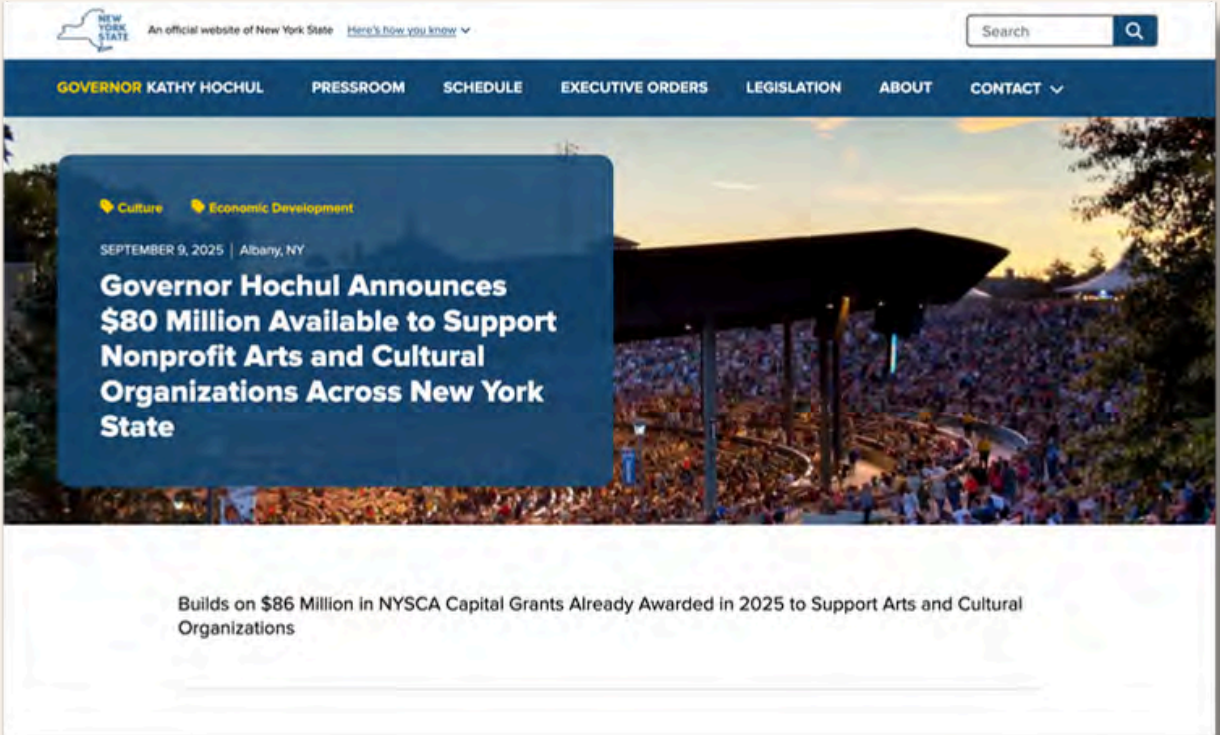 NEW
YORK
STATE
An official website of New York State Here's how you know
Search
GOVERNOR KATHY HOCHUL PRESSROOM SCHEDULE EXECUTIVE ORDERS LEGISLATION ABOUT CONTACT
Culture Economic Development
SEPTEMBER 9, 2025 | Albany, NY
Governor Hochul Announces
$80 Million Available to Support
Nonprofit Arts and Cultural
Organizations Across New York
State
Builds on $86 Million in NYSCA Capital Grants Already Awarded in 2025 to Support Arts and Cultural
Organizations